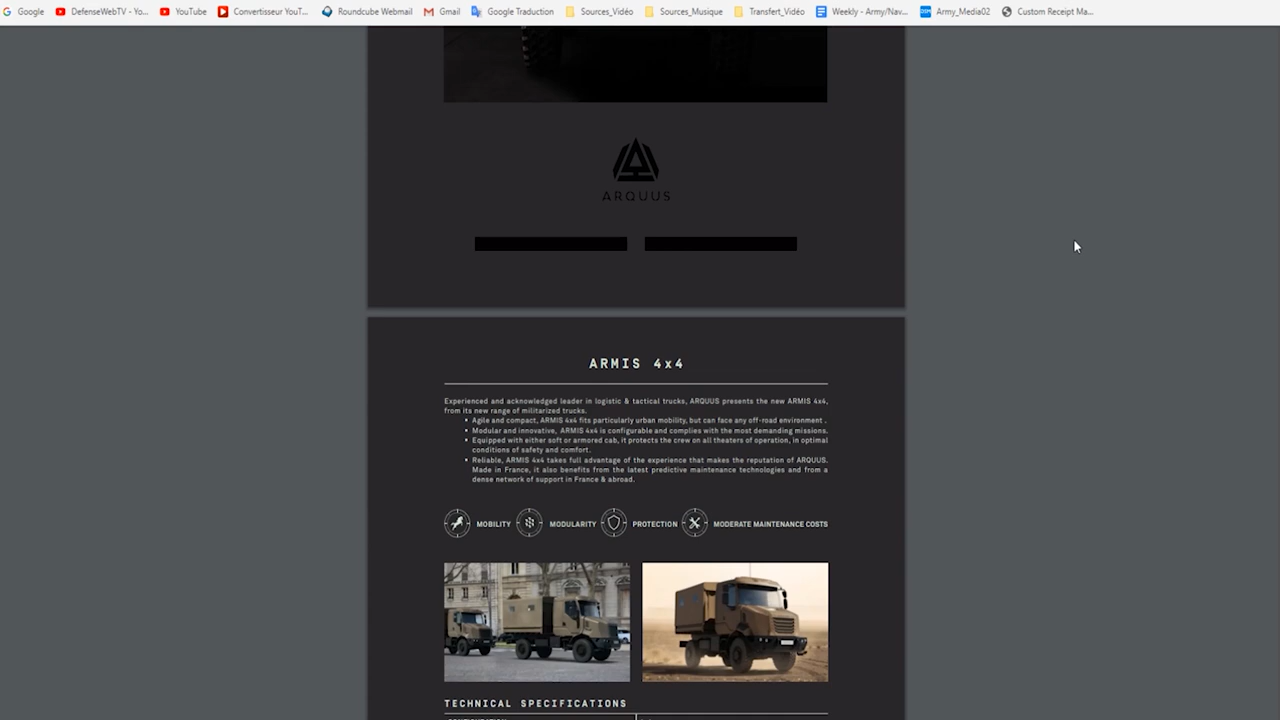 Google
DefenseWebTV - Yo...
YouTube
Convertisseur YouT...
Roundcube Webmail
Gmail
Google Traduction
Sources_Vidéo
Sources_Musique
Transfert_Vidéo
Weekly - Army/Nav...
Army_Media02
Custom Receipt Ma...
ARQUUS
ARMIS 4x4
Experienced and acknowledged leader in logistic & tactical trucks, ARQUUS presents the new ARMIS 4x4,
from its new range of militarized trucks.
• Agile and compact, ARMIS 4x4 fits particularly urban mobility, but can face any off-road environment .
• Modular and innovative, ARMIS 4x4 is configurable and complies with the most demanding missions.
• Equipped with either soft or armored cab, it protects the crew on all theaters of operation, in optimal
conditions of safety and comfort.
• Reliable, ARMIS 4x4 takes full advantage of the experience that makes the reputation of ARQUUS.
Made in France, it also benefits from the latest predictive maintenance technologies and from a
dense network of support in France & abroad.
MOBILITY
MODULARITY
PROTECTION
MODERATE MAINTENANCE COSTS
TECHNICAL SPECIFICATIONS